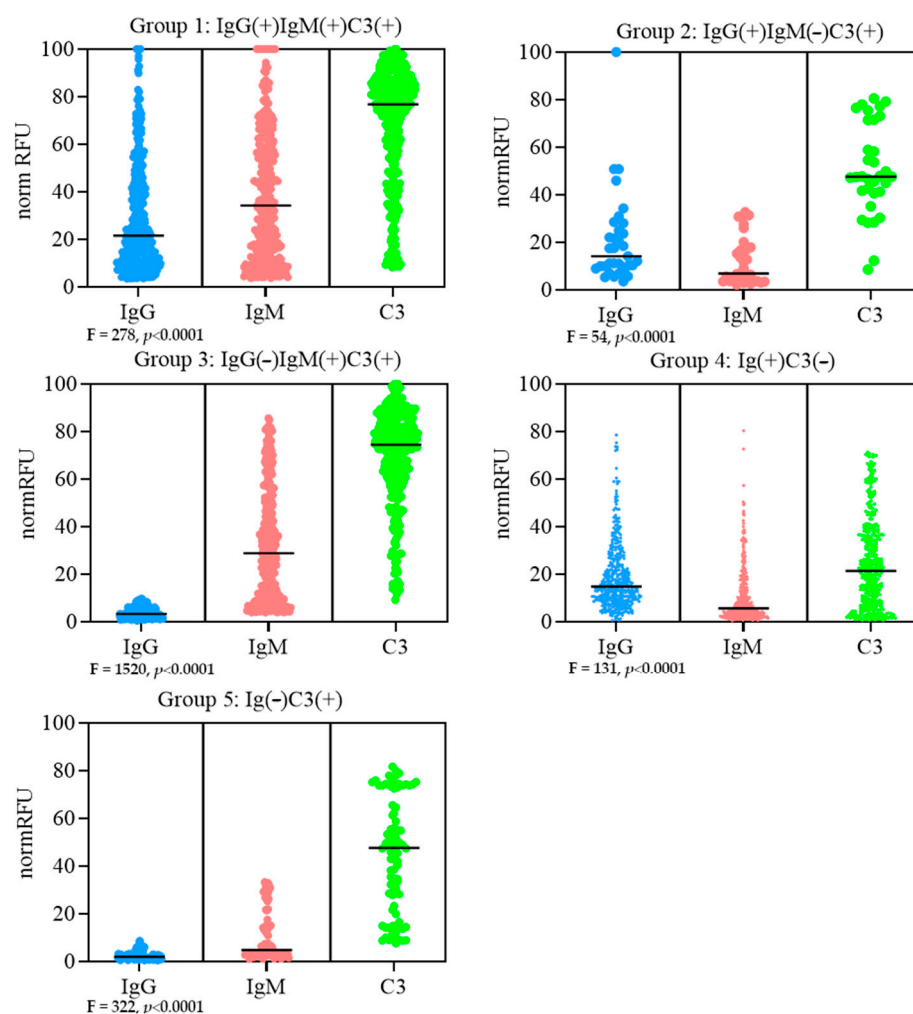 Group 1: IgG(+)IgM(+)C3(+)
100
80
60
40
20
0
norm RFU
IgG IgM C3
F = 278, p<0.0001
Group 2: IgG(+)IgM(−)C3(+)
100
80
60
40
20
0
normRFU
IgG IgM C3
F = 54, p<0.0001
Group 3: IgG(−)IgM(+)C3(+)
100
80
60
40
20
0
normRFU
IgG IgM C3
F = 1520, p<0.0001
Group 4: Ig(+)C3(-)
100
80
60
40
20
0
normRFU
IgG IgM C3
F = 131, p<0.0001
Group 5: Ig(−)C3(+)
100
80
60
40
20
0
normRFU
IgG IgM C3
F = 322, p<0.0001